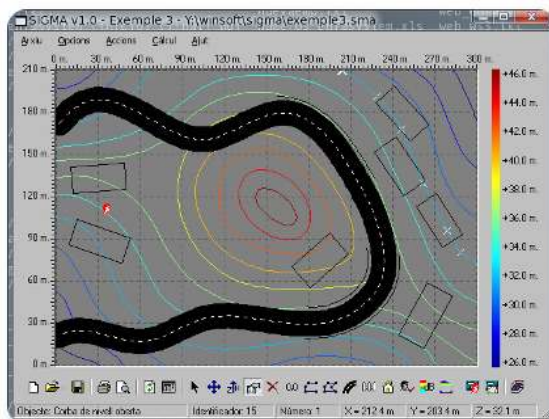 SIGMA v1.0 - Exemple 3 - Y:\winsoft\sigma\exemple3.sma
Arxiu Opcions Accions Càlcul Ajut
0 m. 30 m. 60 m. 90 m. 120 m. 150 m. 180 m. 210 m. 240 m. 270 m. 300 m.
210 m.
180 m.
150 m.
120 m.
90 m.
60 m.
30 m.
0 m.
+46.0 m.
+44.0 m.
+42.0 m.
+40.0 m.
+38.0 m.
+36.0 m.
+34.0 m.
+32.0 m.
+30.0 m.
+28.0 m.
+26.0 m.
Objecte: Corba de nivell oberta Identificador: 15 Número: 1 X = 212.4 m. Y = 203.4 m. Z = 32.1 m.